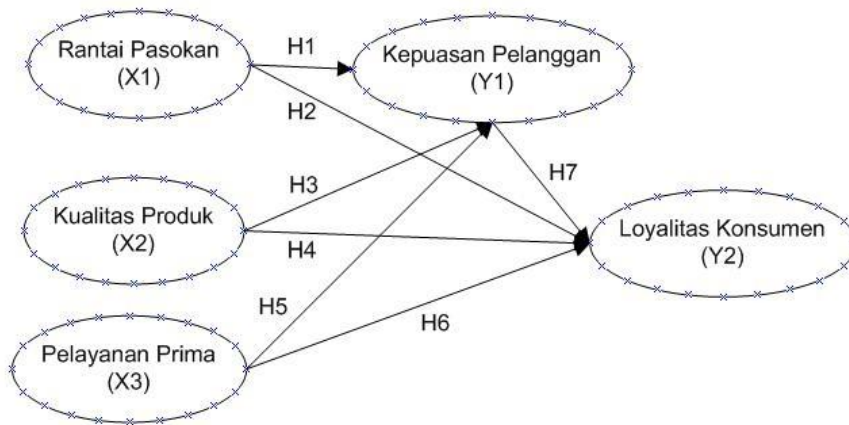 Rantai Pasokan
(X1)
H1
Kepuasan Pelanggan
(Y1)
H2
H3
H7
Kualitas Produk
(X2)
H4
Loyalitas Konsumen
(Y2)
H5
H6
Pelayanan Prima
(X3)